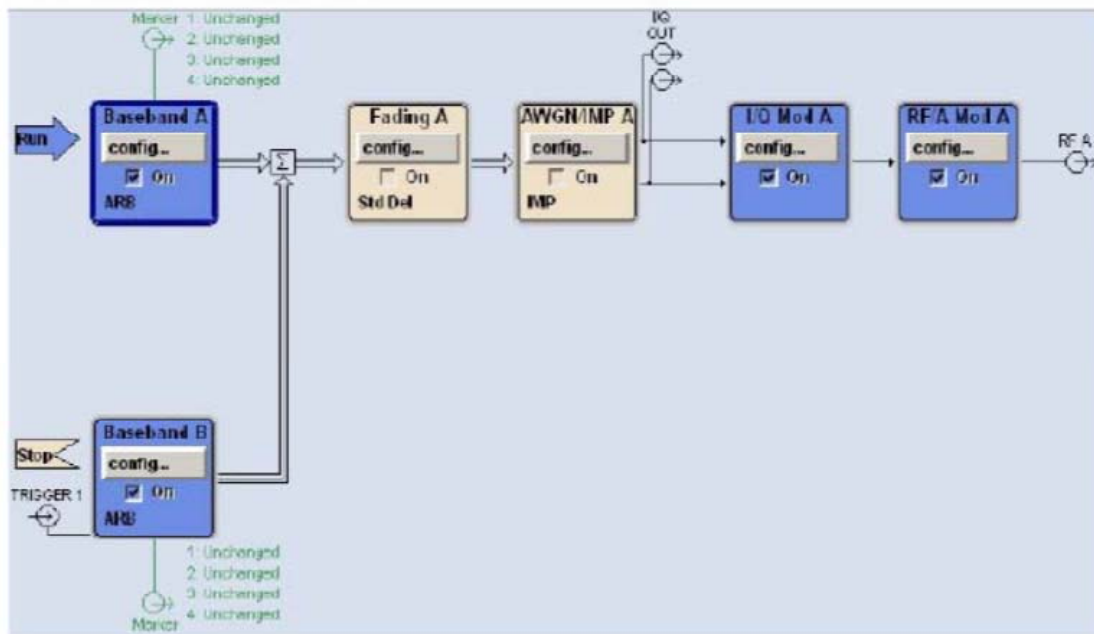 Marker 1: Unchanged
2: Unchanged
3: Unchanged
4: Unchanged
I/Q
OUT
Run
Baseband A
config...
On
ARB
Σ
Fading A
config...
On
Std Del
AWGN/IMP A
config...
On
IMP
I/Q Mod A
config...
On
RF/A Mod A
config...
On
RF A
Stop
TRIGGER 1
Baseband B
config...
On
ARB
1: Unchanged
2: Unchanged
3: Unchanged
4: Unchanged
Marker